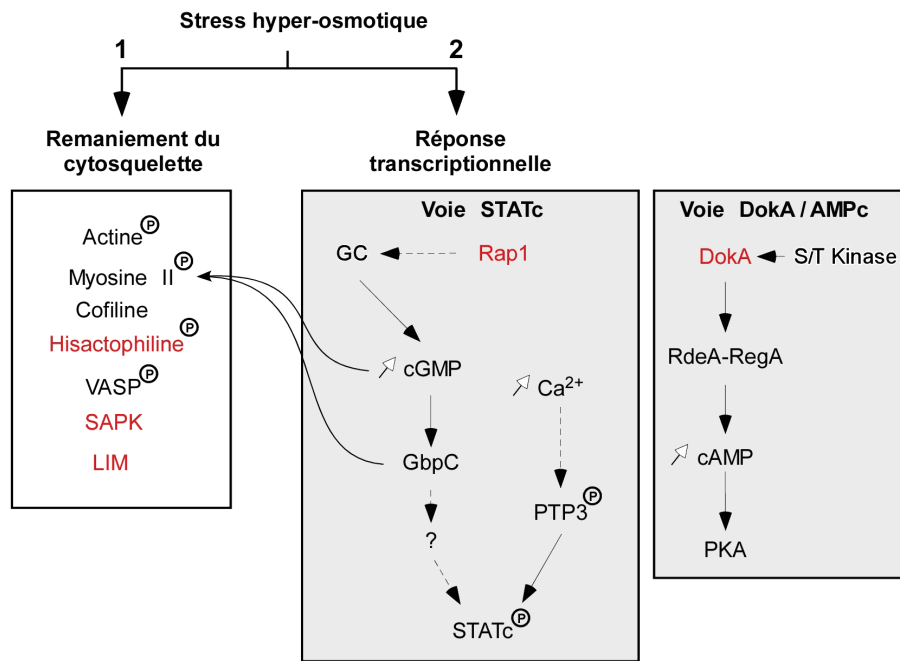 Stress hyper-osmotique
1
2
Remaniement du
cytosquelette
Réponse
transcriptionnelle
Actine P
Myosine II P
Cofiline
Hisactophiline P
VASP P
SAPK
LIM
Voie STATc
GC
Rap1
cGMP
Ca2+
GbpC
PTP3 P
?
STATc P
Voie DokA / AMPc
DokA
S/T Kinase
RdeA-RegA
cAMP
PKA